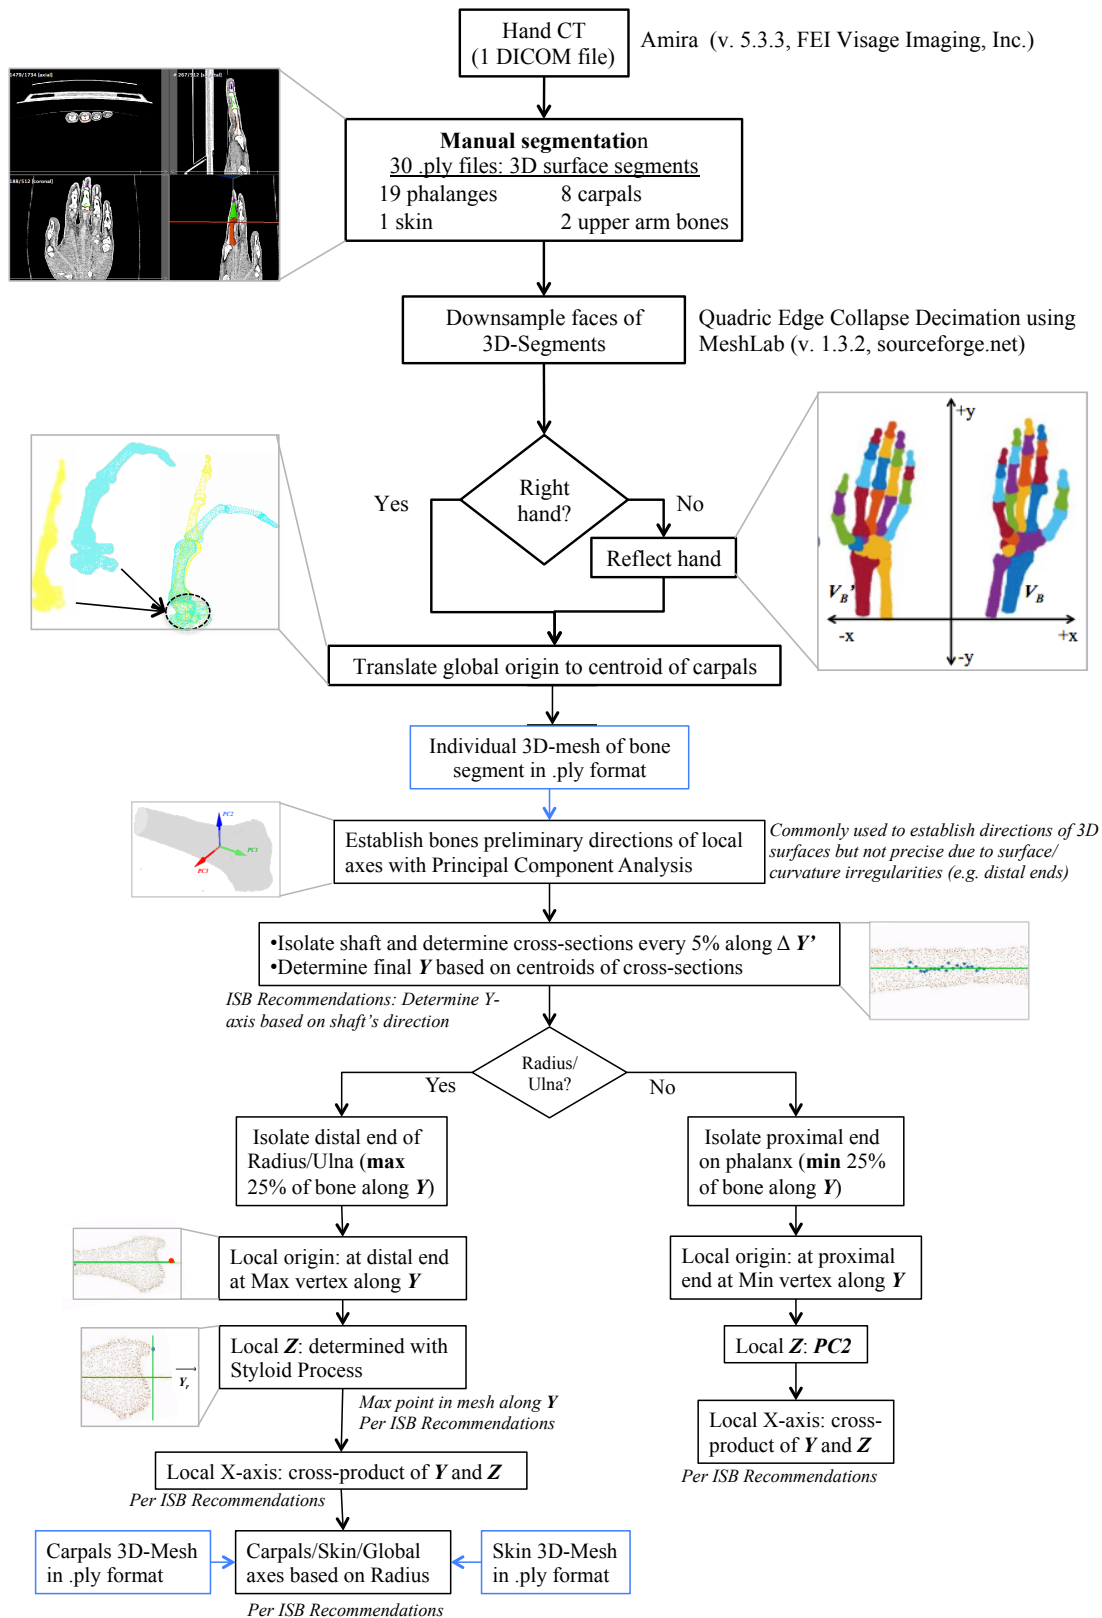 Hand CT
(1 DICOM file)
Amira (v. 5.3.3, FEI Visage Imaging, Inc.)
1479/1734 [axial]
# 267/512 [sagittal]
188/512 [coronal]
Manual segmentation
30 .ply files: 3D surface segments
19 phalanges 8 carpals
1 skin 2 upper arm bones
Downsample faces of
3D-Segments
Quadric Edge Collapse Decimation using
MeshLab (v. 1.3.2, sourceforge.net)
Right
hand?
Yes
No
Reflect hand
+y
V_B'
V_B
-x
+x
-y
Translate global origin to centroid of carpals
Individual 3D-mesh of bone
segment in .ply format
PC2
PC1
PC3
Establish bones preliminary directions of local
axes with Principal Component Analysis
Commonly used to establish directions of 3D
surfaces but not precise due to surface/
curvature irregularities (e.g. distal ends)
•Isolate shaft and determine cross-sections every 5% along Δ Y'
•Determine final Y based on centroids of cross-sections
ISB Recommendations: Determine Y-
axis based on shaft's direction
Radius/
Ulna?
Yes
No
Isolate distal end of
Radius/Ulna (max
25% of bone along Y)
Isolate proximal end
on phalanx (min 25%
of bone along Y)
Local origin: at distal end
at Max vertex along Y
Local origin: at proximal
end at Min vertex along Y
Local Z: determined with
Styloid Process
Y_r
Local Z: PC2
Max point in mesh along Y
Per ISB Recommendations
Local X-axis: cross-
product of Y and Z
Per ISB Recommendations
Local X-axis: cross-product of Y and Z
Per ISB Recommendations
Carpals 3D-Mesh
in .ply format
Carpals/Skin/Global
axes based on Radius
Skin 3D-Mesh
in .ply format
Per ISB Recommendations